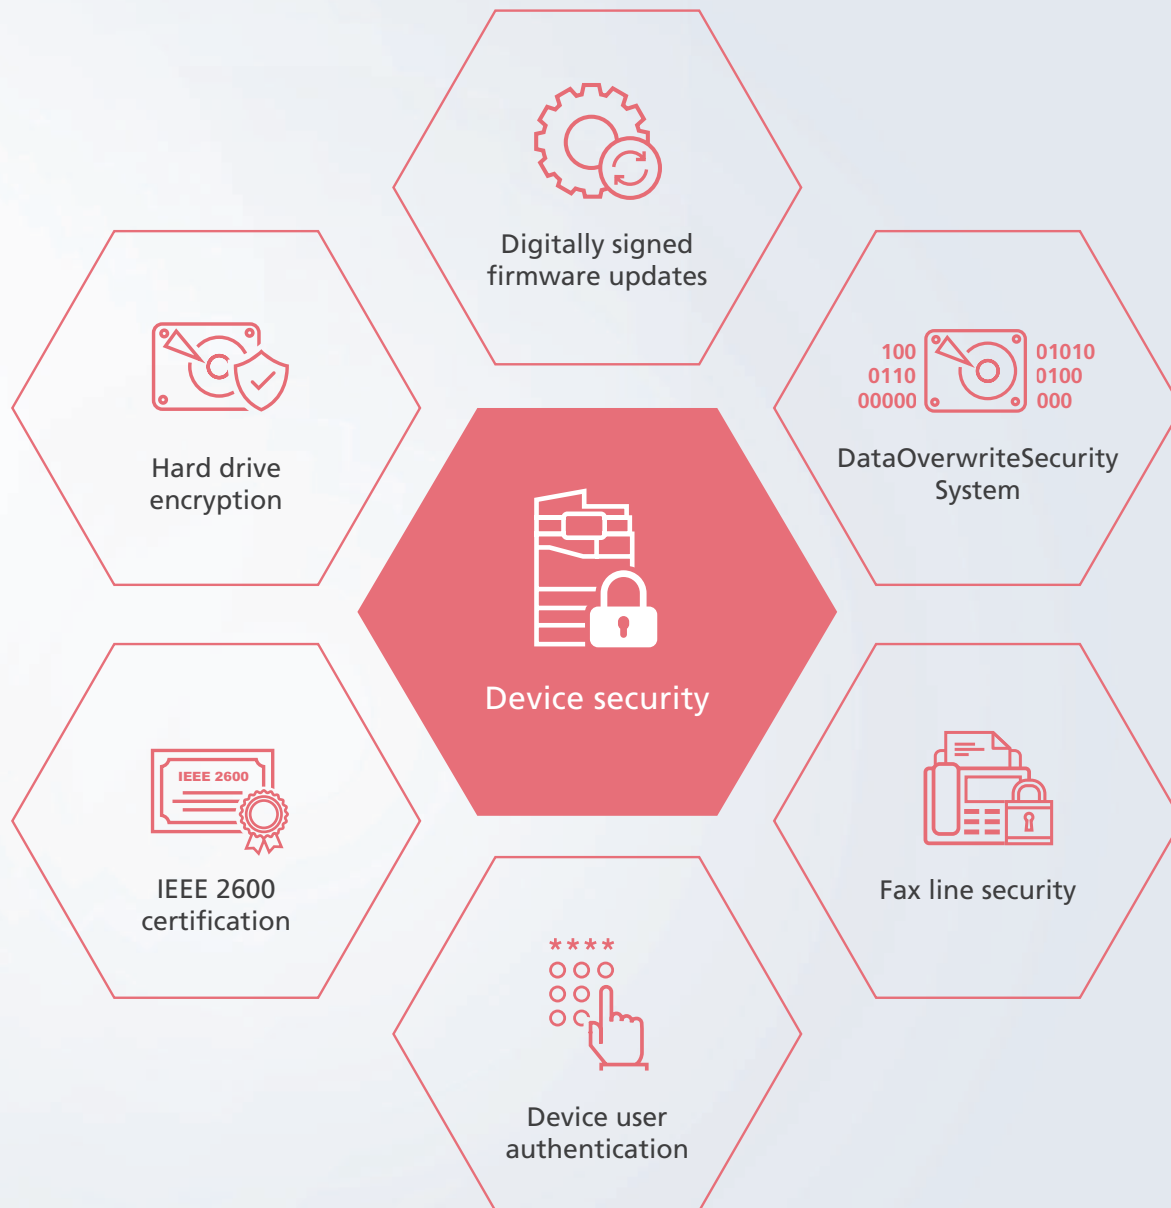 Digitally signed
firmware updates
100
0110
00000
01010
0100
000
DataOverwriteSecurity
System
Hard drive
encryption
Device security
IEEE 2600
IEEE 2600
certification
Fax line security
****
Device user
authentication